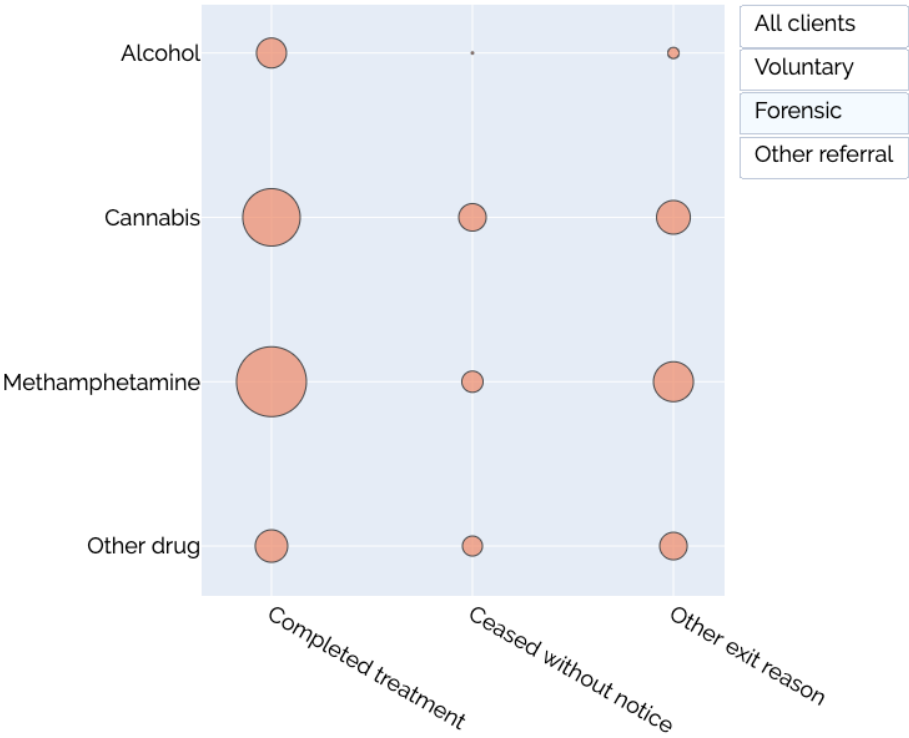 All clients
Voluntary
Forensic
Other referral
Alcohol
Cannabis
Methamphetamine
Other drug
Completed treatment
Ceased without notice
Other exit reason